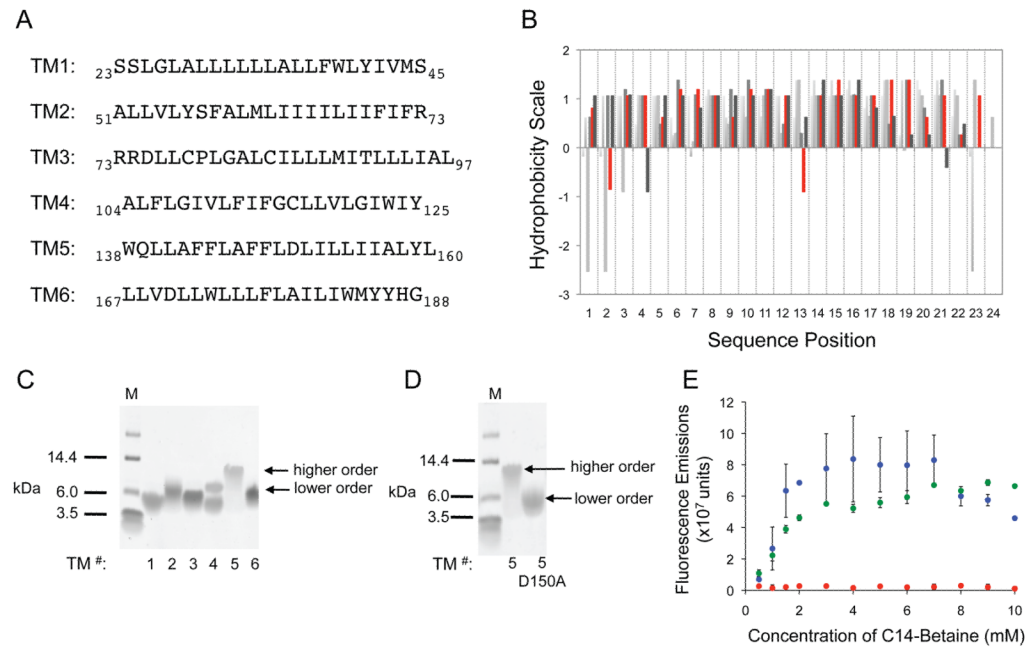 A
TM1: 23SSLGLALLLLLLALLFWLYIVMS45
TM2: 51ALLVLYSFALMLIIIILIIFIFR73
TM3: 73RRDLLCPLGALCILLLMITLLLIAL97
TM4: 104ALFLGIVLFIFGCLLVLGIWIY125
TM5: 138WQLLAFFLAFFLDLILLIIALYL160
TM6: 167LLVDLLWLLLFLAILIWMYYHG188
B
Hydrophobicity Scale
2
1
0
-1
-2
-3
1 2 3 4 5 6 7 8 9 10 11 12 13 14 15 16 17 18 19 20 21 22 23 24
Sequence Position
C
M
14.4
kDa
6.0
3.5
higher order
lower order
TM #: 1 2 3 4 5 6
D
M
14.4
kDa
6.0
3.5
higher order
lower order
TM #: 5 5
D150A
E
Fluorescence Emissions
(x10⁷ units)
12
10
8
6
4
2
0
0 2 4 6 8 10
Concentration of C14-Betaine (mM)